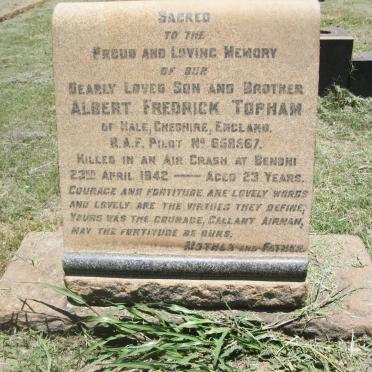 SACRED
TO THE
PROUD AND LOVING MEMORY
OF OUR
DEARLY LOVED SON AND BROTHER
ALBERT FREDRICK TOPHAM
OF HALE, CHESHIRE, ENGLAND.
R.A.F. PILOT No 658567.
KILLED IN AN AIR CRASH AT BENONI
23RD APRIL 1942 — AGED 23 YEARS.
COURAGE AND FORTITUDE ARE LOVELY WORDS
AND LOVELY ARE THE VIRTUES THEY DEFINE,
YOURS WAS THE COURAGE, GALLANT AIRMAN,
MAY THE FORTITUDE BE OURS.
MOTHER AND FATHER